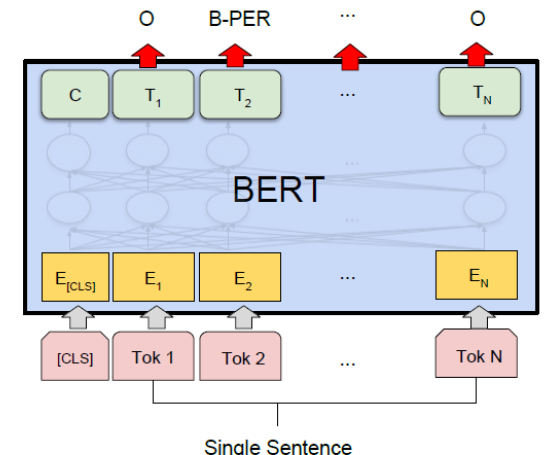 O B-PER ... O
C T1 T2 ... TN
...
BERT
...
E[CLS] E1 E2 ... EN
[CLS] Tok 1 Tok 2 ... Tok N
Single Sentence